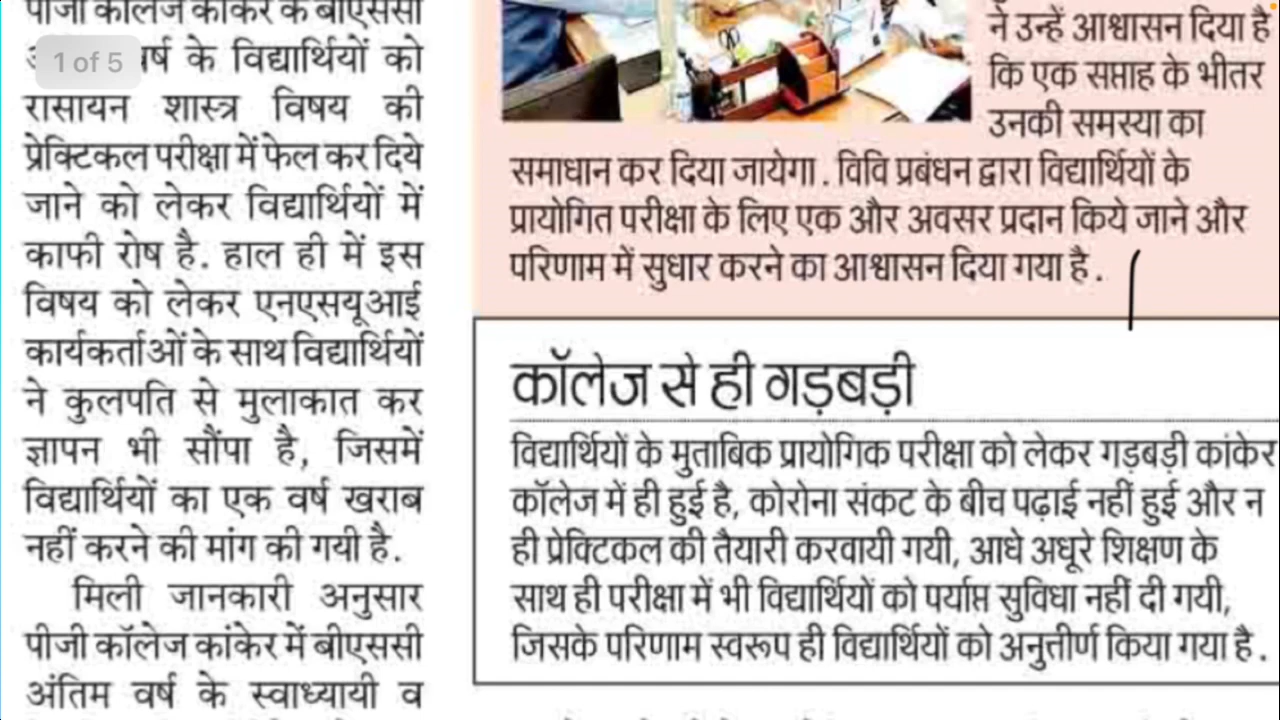 पीजी कॉलेज कांकेर के बीएससी
वर्ष के विद्यार्थियों को
रासायन शास्त्र विषय की
प्रेक्टिकल परीक्षा में फेल कर दिये
जाने को लेकर विद्यार्थियों में
काफी रोष है. हाल ही में इस
विषय को लेकर एनएसयूआई
कार्यकर्ताओं के साथ विद्यार्थियों
ने कुलपति से मुलाकात कर
ज्ञापन भी सौंपा है, जिसमें
विद्यार्थियों का एक वर्ष खराब
नहीं करने की मांग की गयी है.
मिली जानकारी अनुसार
पीजी कॉलेज कांकेर में बीएससी
अंतिम वर्ष के स्वाध्यायी व
1 of 5
ने उन्हें आश्वासन दिया है
कि एक सप्ताह के भीतर
उनकी समस्या का
समाधान कर दिया जायेगा. विवि प्रबंधन द्वारा विद्यार्थियों के
प्रायोगित परीक्षा के लिए एक और अवसर प्रदान किये जाने और
परिणाम में सुधार करने का आश्वासन दिया गया है.
कॉलेज से ही गड़बड़ी
विद्यार्थियों के मुताबिक प्रायोगिक परीक्षा को लेकर गड़बड़ी कांकेर
कॉलेज में ही हुई है, कोरोना संकट के बीच पढ़ाई नहीं हुई और न
ही प्रेक्टिकल की तैयारी करवायी गयी, आधे अधूरे शिक्षण के
साथ ही परीक्षा में भी विद्यार्थियों को पर्याप्त सुविधा नहीं दी गयी,
जिसके परिणाम स्वरूप ही विद्यार्थियों को अनुत्तीर्ण किया गया है.